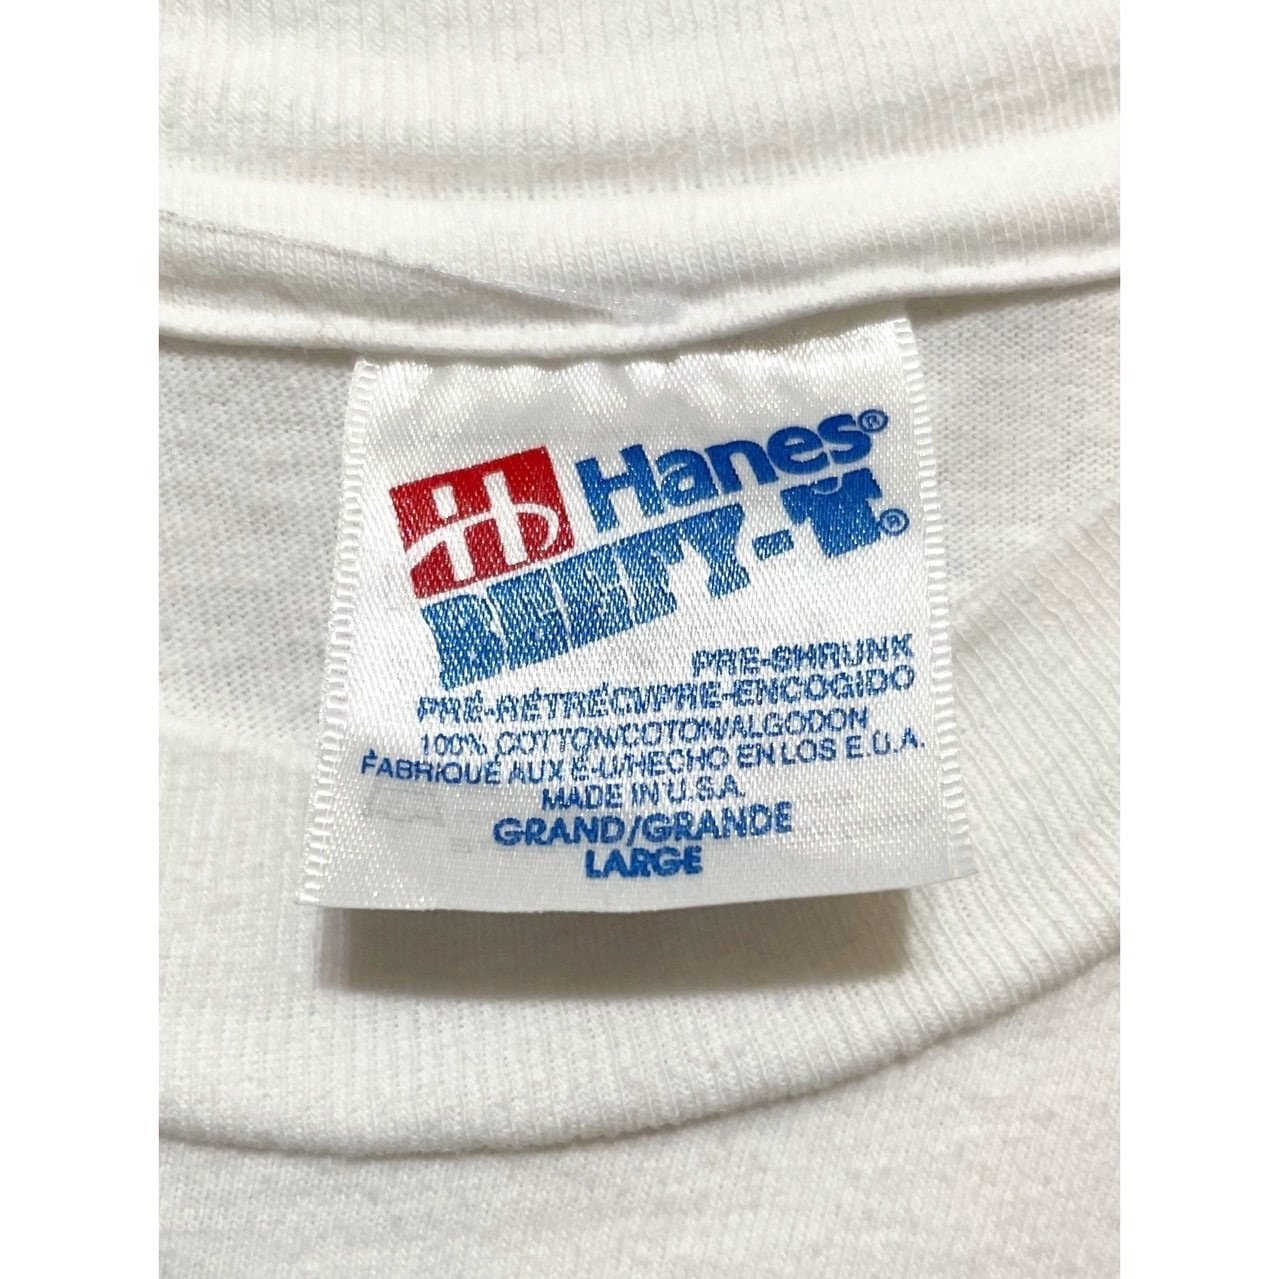 Hanes®
BEEFY-T®
PRE-SHRUNK
PRÉ-RÉTRÉCI/PRE-ENCOGIDO
100% COTTON/COTON/ALGODON
FABRIQUÉ AUX É-U/HECHO EN LOS E.U.A.
MADE IN U.S.A.
GRAND/GRANDE
LARGE